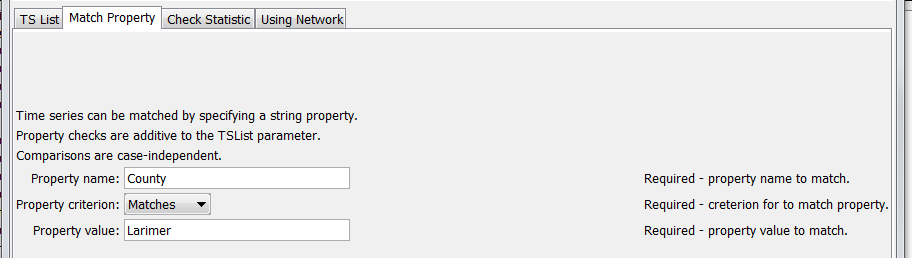 TS List Match Property Check Statistic Using Network
Time series can be matched by specifying a string property.
Property checks are additive to the TSList parameter.
Comparisons are case-independent.
Property name: County Required - property name to match.
Property criterion: Matches Required - creterion for to match property.
Property value: Larimer Required - property value to match.